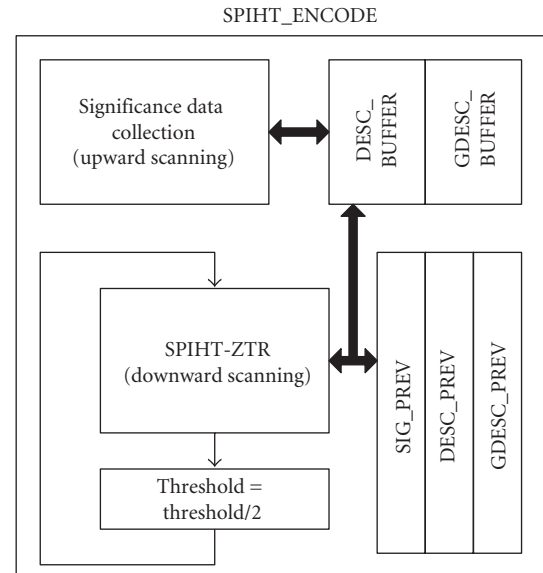 SPIHT_ENCODE
Significance data
collection
(upward scanning)
DESC_
BUFFER
GDESC_
BUFFER
SPIHT-ZTR
(downward scanning)
SIG_PREV
DESC_PREV
GDESC_PREV
Threshold =
threshold/2